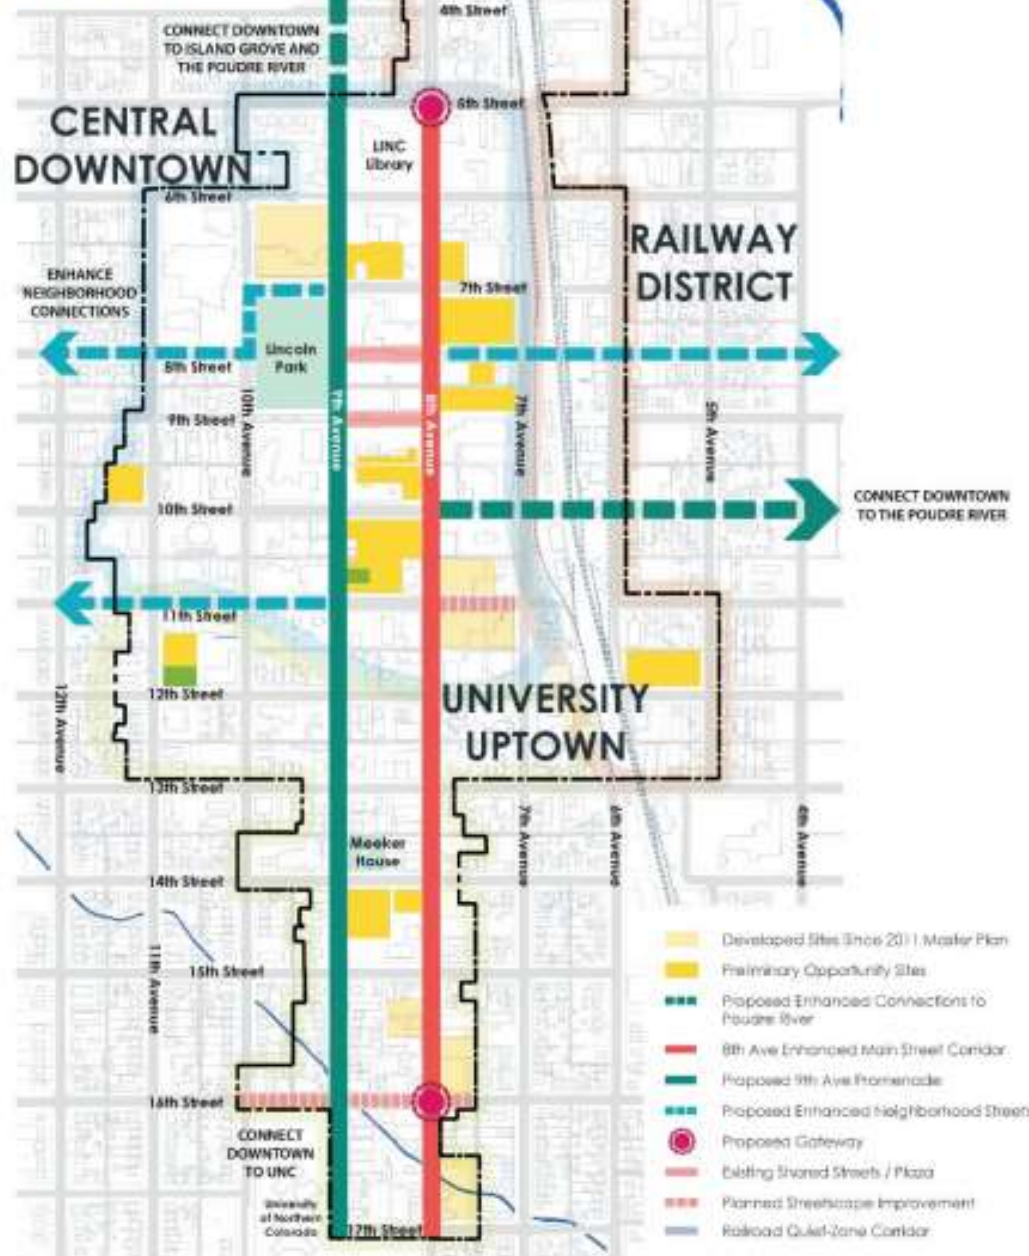 4th Street
CONNECT DOWNTOWN
TO ISLAND GROVE AND
THE POUDRE RIVER
5th Street
CENTRAL
DOWNTOWN
LINC
Library
6th Street
RAILWAY
DISTRICT
ENHANCE
NEIGHBORHOOD
CONNECTIONS
7th Street
Lincoln
Park
8th Street
9th Street
10th Avenue
9th Avenue
8th Avenue
7th Avenue
5th Avenue
10th Street
CONNECT DOWNTOWN
TO THE POUDRE RIVER
11th Street
12th Street
12th Avenue
UNIVERSITY
UPTOWN
13th Street
7th Avenue
6th Avenue
4th Avenue
Meeker
House
14th Street
11th Avenue
15th Street
16th Street
CONNECT
DOWNTOWN
TO UNC
University
of Northern
Colorado
17th Street
Developed Sites Since 2011 Master Plan
Preliminary Opportunity Sites
Proposed Enhanced Connections to
Poudre River
8th Ave Enhanced Main Street Corridor
Proposed 9th Ave Promenade
Proposed Enhanced Neighborhood Streets
Proposed Gateway
Existing Shared Streets / Plaza
Planned Streetscape Improvement
Railroad Quiet-Zone Corridor